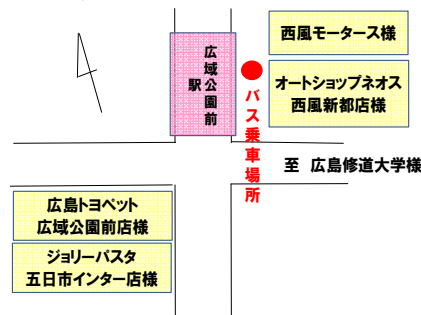 西風モータース様
広域公園前
駅
オートショップネオス
西風新都店様
バス乗車場所
至 広島修道大学様
広島トヨペット
広域公園前店様
ジョリーパスタ
五日市インター店様